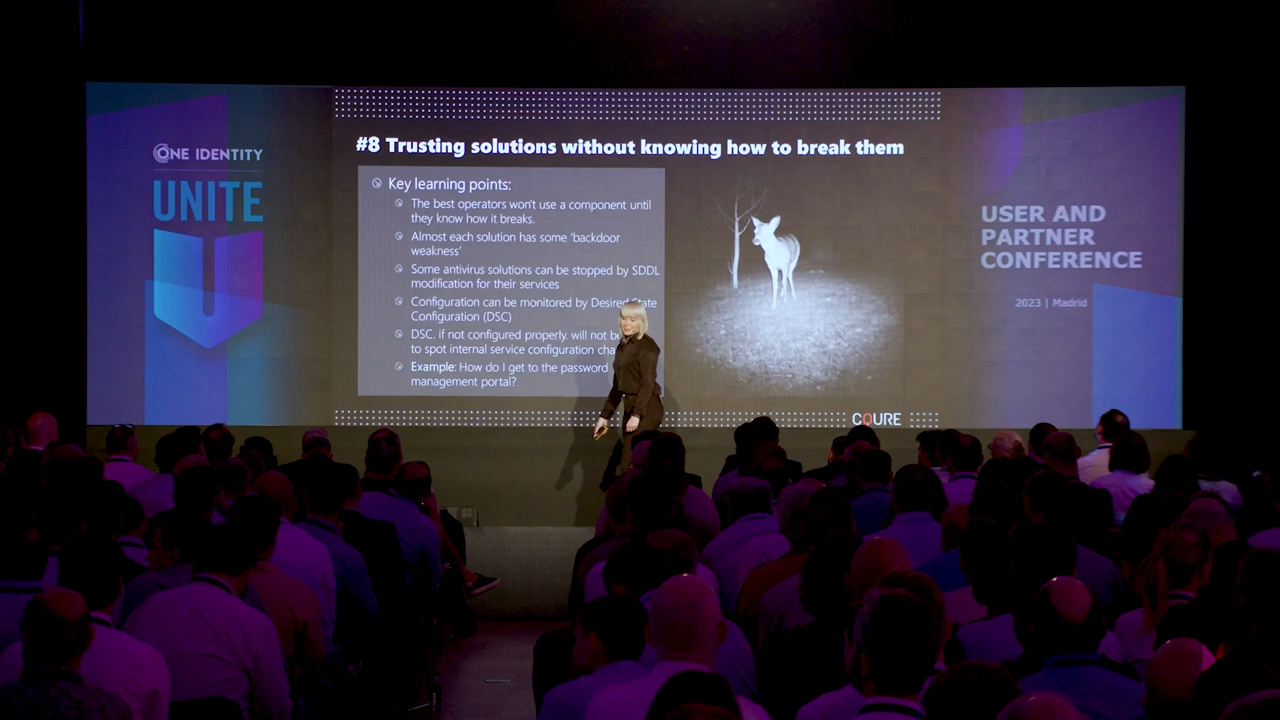 ONE IDENTITY
UNITE
#8 Trusting solutions without knowing how to break them
Key learning points:
The best operators won't use a component until
they know how it breaks.
Almost each solution has some 'backdoor
weakness'
Some antivirus solutions can be stopped by SDDL
modification for their services
Configuration can be monitored by Desired State
Configuration (DSC)
DSC, if not configured properly, will not
to spot internal service configuration
Example: How do I get to the password
management portal?
CQURE
USER AND
PARTNER
CONFERENCE
2023 | Madrid